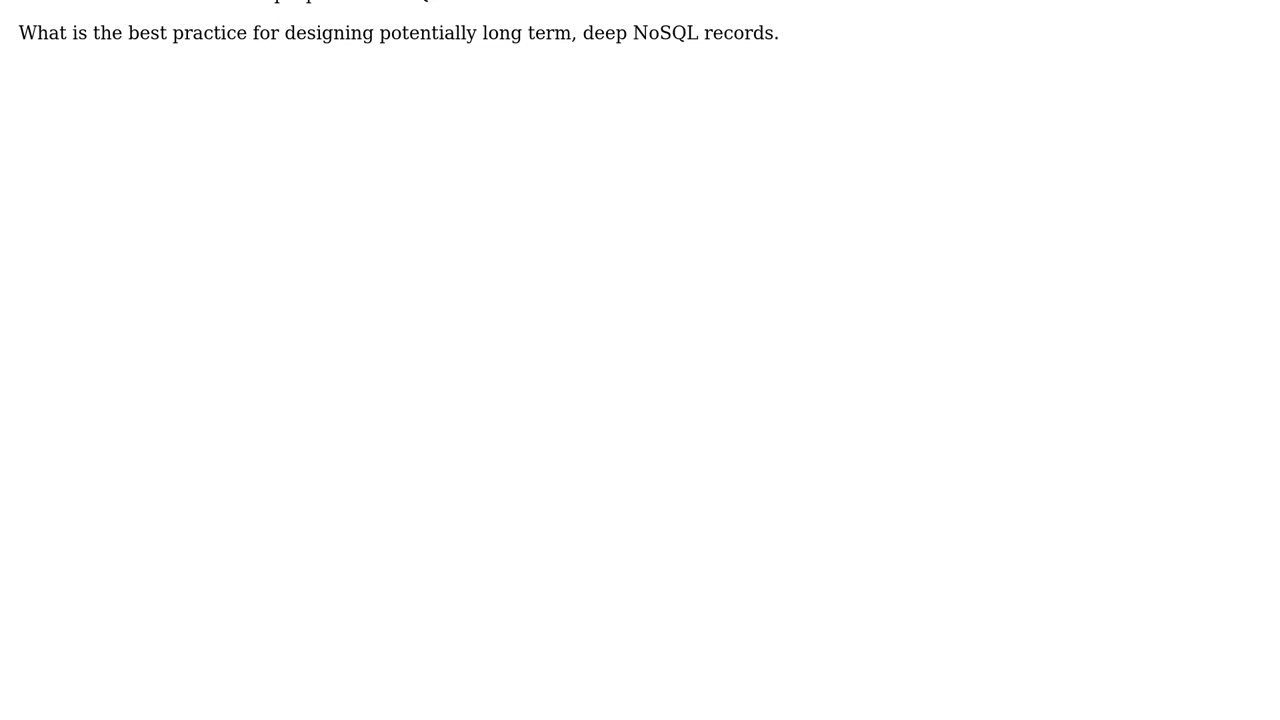 What is the best practice for designing potentially long term, deep NoSQL records.